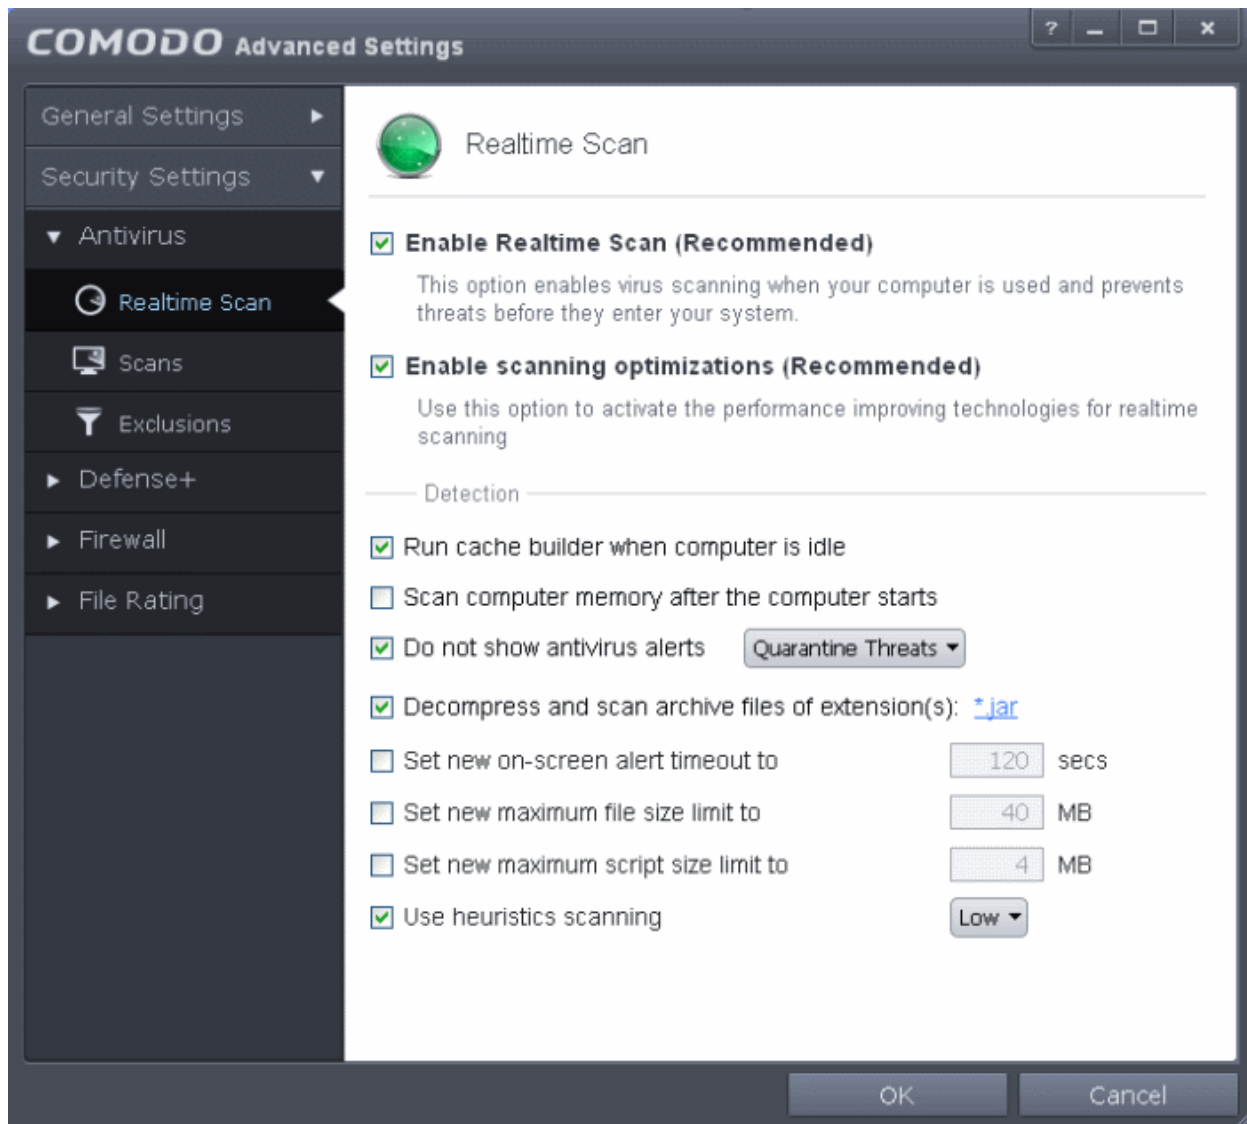 COMODO Advanced Settings
?
General Settings
Security Settings
Antivirus
Realtime Scan
Scans
Exclusions
Defense+
Firewall
File Rating
Realtime Scan
Enable Realtime Scan (Recommended)
This option enables virus scanning when your computer is used and prevents
threats before they enter your system.
Enable scanning optimizations (Recommended)
Use this option to activate the performance improving technologies for realtime
scanning
Detection
Run cache builder when computer is idle
Scan computer memory after the computer starts
Do not show antivirus alerts Quarantine Threats
Decompress and scan archive files of extension(s): *.jar
Set new on-screen alert timeout to 120 secs
Set new maximum file size limit to 40 MB
Set new maximum script size limit to 4 MB
Use heuristics scanning Low
OK Cancel